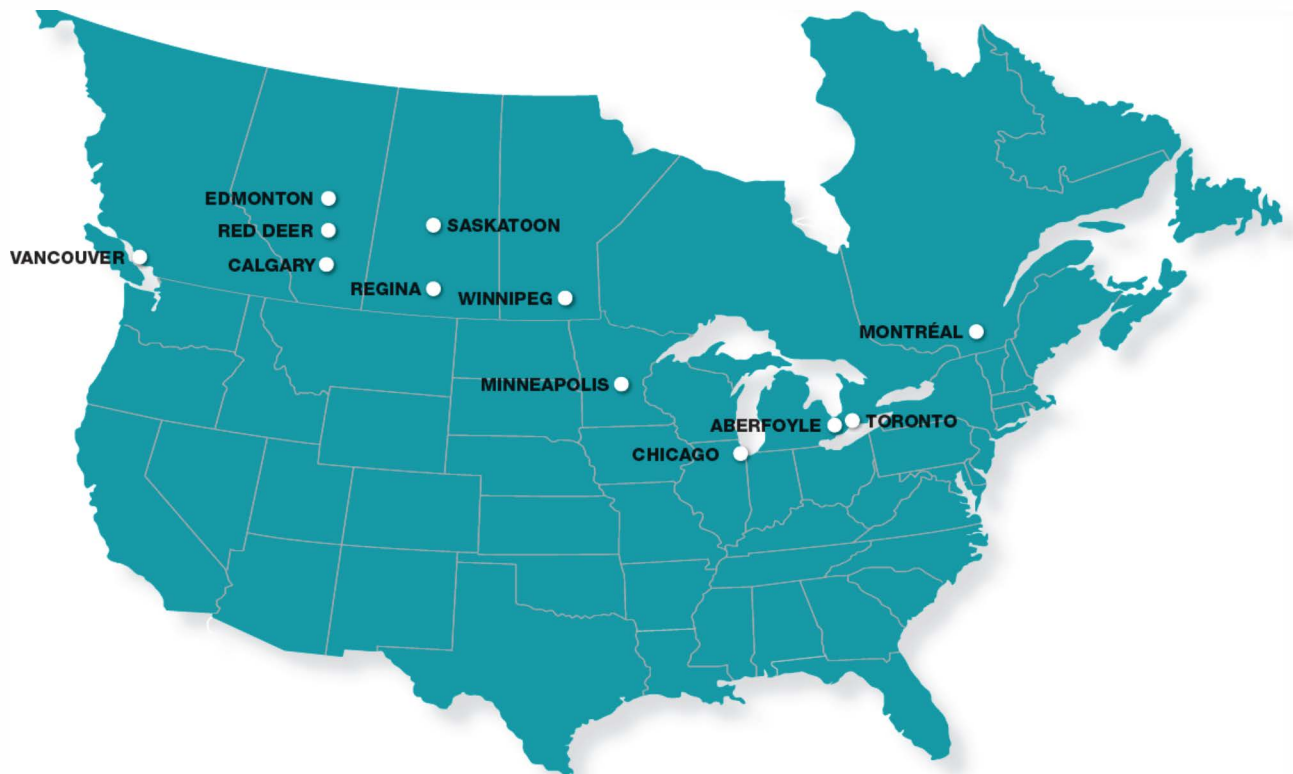 EDMONTON
SASKATOON
RED DEER
VANCOUVER
CALGARY
REGINA
WINNIPEG
MONTRÉAL
MINNEAPOLIS
ABERFOYLE
TORONTO
CHICAGO